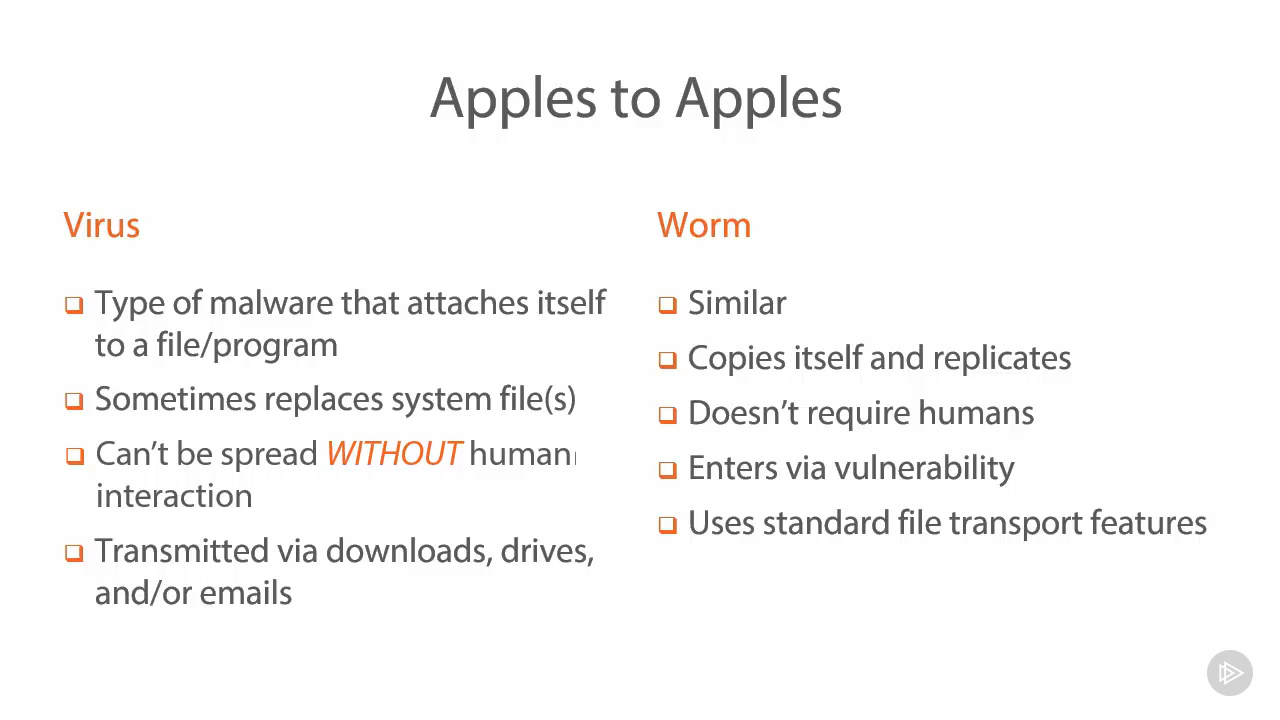 Apples to Apples
Virus
Type of malware that attaches itself
to a file/program
Sometimes replaces system file(s)
Can’t be spread WITHOUT human
interaction
Transmitted via downloads, drives,
and/or emails
Worm
Similar
Copies itself and replicates
Doesn’t require humans
Enters via vulnerability
Uses standard file transport features